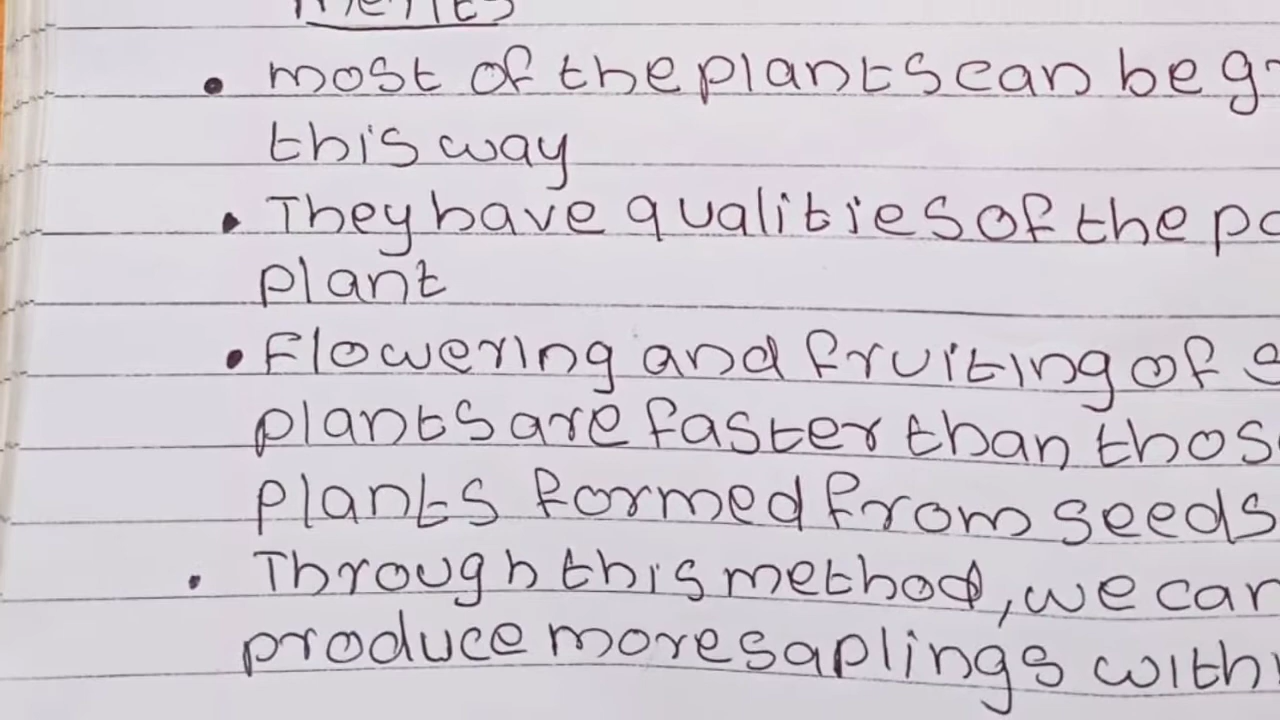 merits
• most of the plants can be g
this way
• They have qualities of the
plant
• Flowering and fruiting of
plants are faster than
plants formed from seeds
• Through this method, we can
produce more saplings